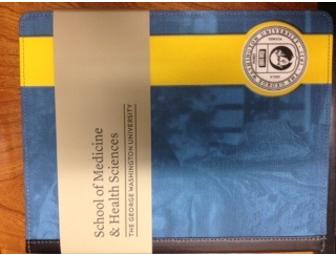 School of Medicine
& Health Sciences
THE GEORGE WASHINGTON UNIVERSITY